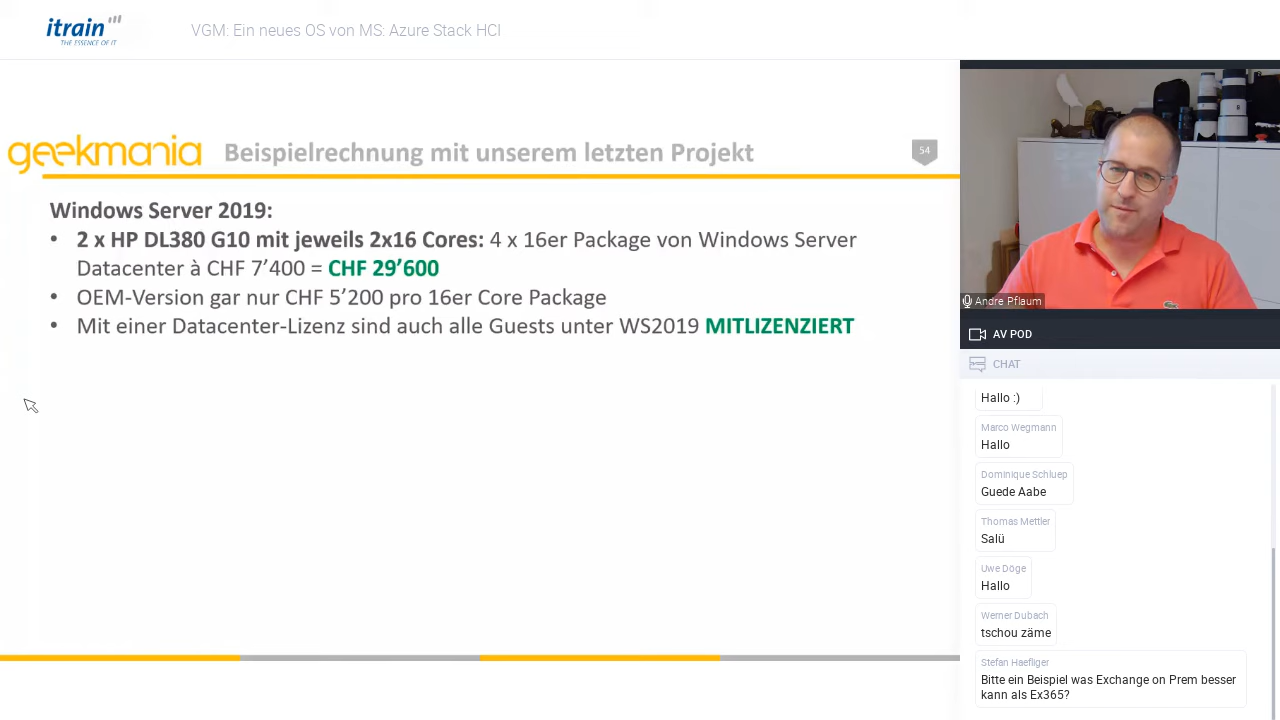 itrain
THE ESSENCE OF IT
VGM: Ein neues OS von MS: Azure Stack HCI
geekmania
Beispielrechnung mit unserem letzten Projekt
54
Windows Server 2019:
• 2 x HP DL380 G10 mit jeweils 2x16 Cores: 4 x 16er Package von Windows Server
Datacenter à CHF 7’400 = CHF 29’600
• OEM-Version gar nur CHF 5’200 pro 16er Core Package
• Mit einer Datacenter-Lizenz sind auch alle Guests unter WS2019 MITLIZENZIERT
Andre Pflaum
AV POD
CHAT
Hallo :)
Marco Wegmann
Hallo
Dominique Schluep
Guede Aabe
Thomas Mettler
Salü
Uwe Döge
Hallo
Werner Dubach
tschou zäme
Stefan Haefliger
Bitte ein Beispiel was Exchange on Prem besser
kann als Ex365?